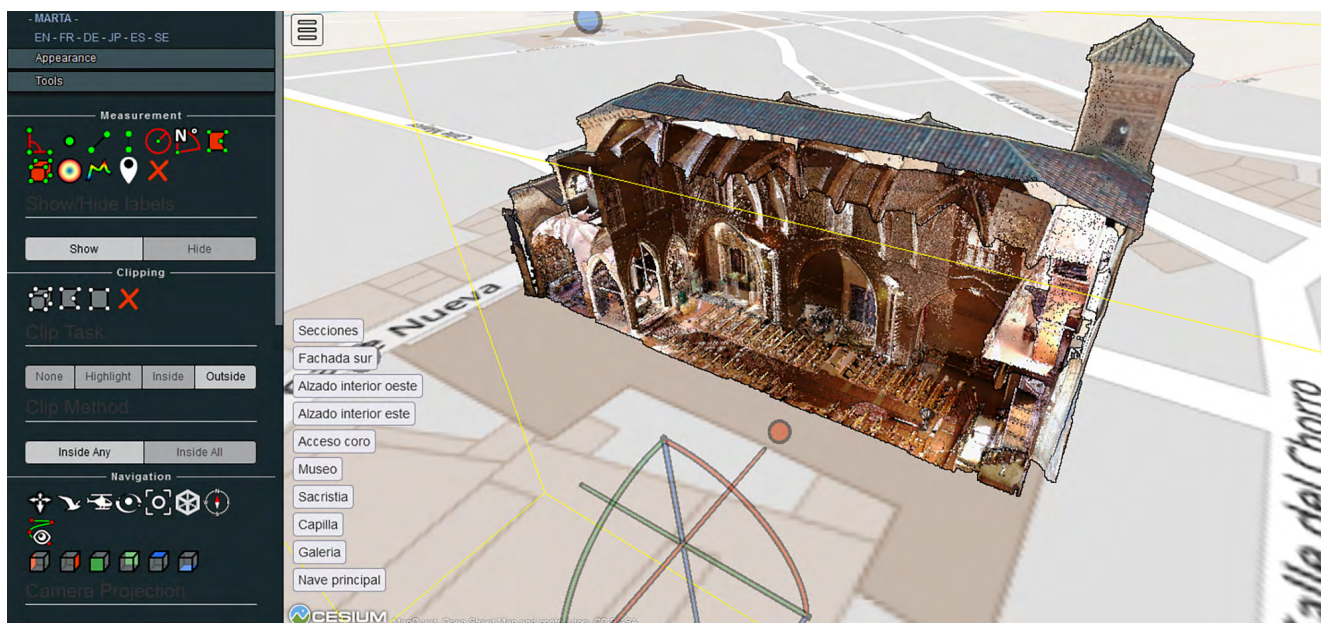 - MARTA -
EN - FR - DE - JP - ES - SE
Appearance
Tools
Measurement
N°
Show/Hide labels
Show
Hide
Clipping
Clip Task
None
Highlight
Inside
Outside
Clip Method
Inside Any
Inside All
Navigation
Camera Projection
Nueva
Calle del Chorro
Secciones
Fachada sur
Alzado interior oeste
Alzado interior este
Acceso coro
Museo
Sacristia
Capilla
Galeria
Nave principal
CESIUM